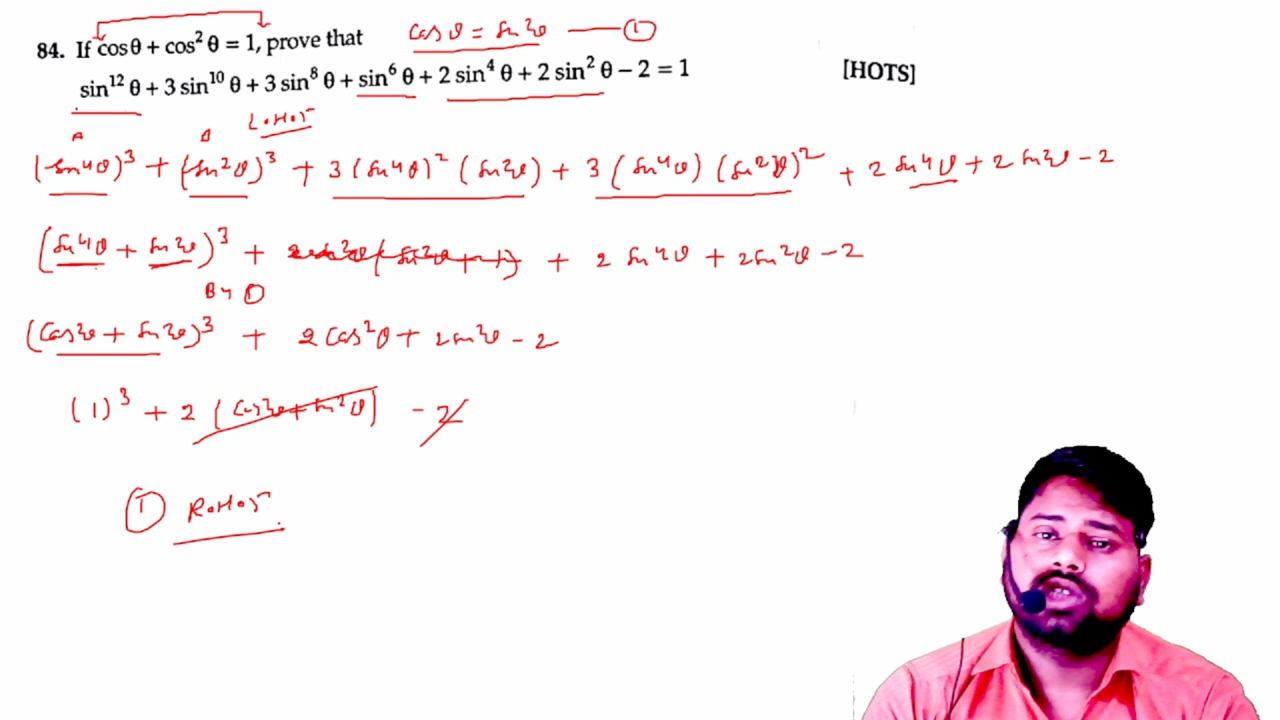 84. If cosθ + cos² θ = 1, prove that
cos θ = sin²θ —— ①
sin¹² θ + 3 sin¹⁰ θ + 3 sin⁸ θ + sin⁶ θ + 2 sin⁴ θ + 2 sin² θ − 2 = 1 [HOTS]
A B L.H.S
(sin⁴θ)³ + (sin²θ)³ + 3 (sin⁴θ)² (sin²θ) + 3 (sin⁴θ) (sin²θ)² + 2 sin⁴θ + 2 sin²θ − 2
(sin⁴θ + sin²θ)³ + + 2 sin⁴θ + 2sin²θ − 2
By ①
(cos²θ + sin²θ)³ + 2 cos²θ + 2 sin²θ − 2
(1)³ + 2 (cos²θ + sin²θ) − 2
① R.H.S